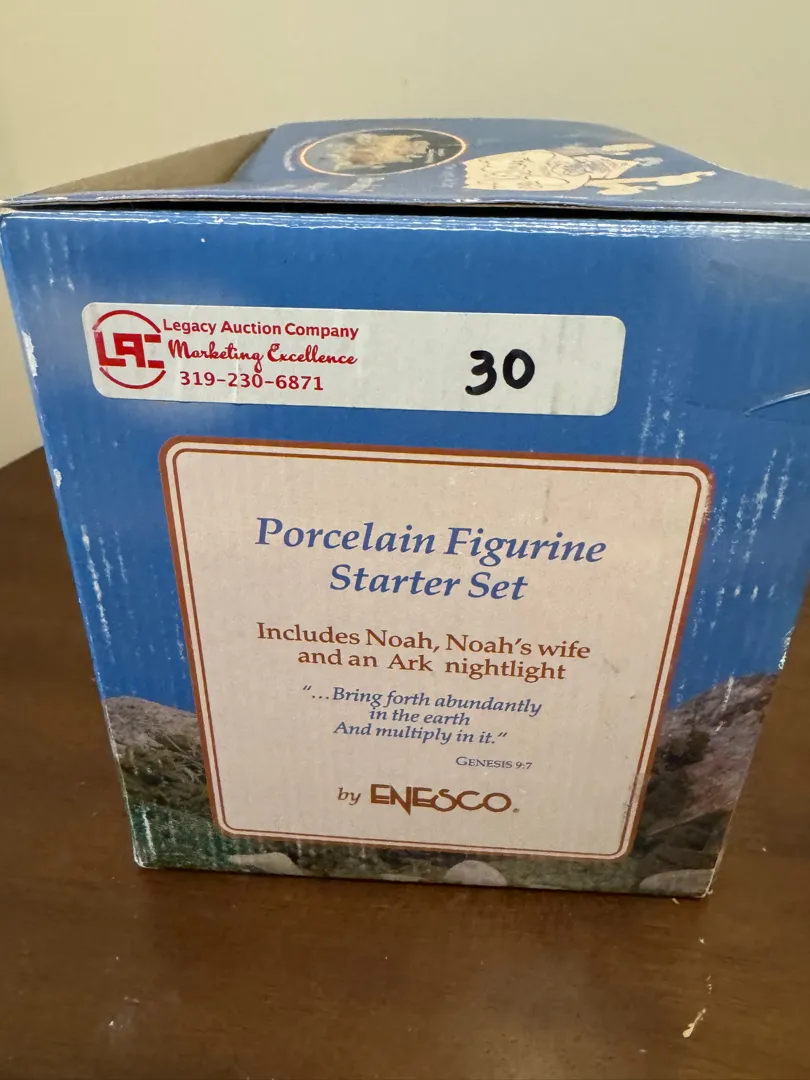 LAC
Legacy Auction Company
Marketing Excellence
319-230-6871
30
Porcelain Figurine
Starter Set
Includes Noah, Noah's wife
and an Ark nightlight
"...Bring forth abundantly
in the earth
And multiply in it."
GENESIS 9:7
by ENESCO®